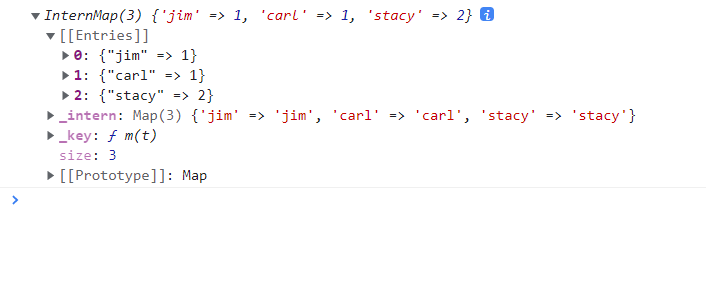 InternMap(3) {'jim' => 1, 'carl' => 1, 'stacy' => 2} i
[[Entries]]
0: {"jim" => 1}
1: {"carl" => 1}
2: {"stacy" => 2}
_intern: Map(3) {'jim' => 'jim', 'carl' => 'carl', 'stacy' => 'stacy'}
_key: ƒ m(t)
size: 3
[[Prototype]]: Map